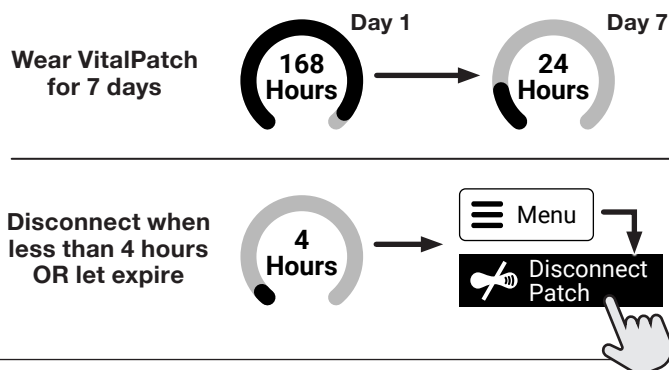 Wear VitalPatch
for 7 days
168
Hours
Day 1
24
Hours
Day 7
Disconnect when
less than 4 hours
OR let expire
4
Hours
Menu
Disconnect
Patch